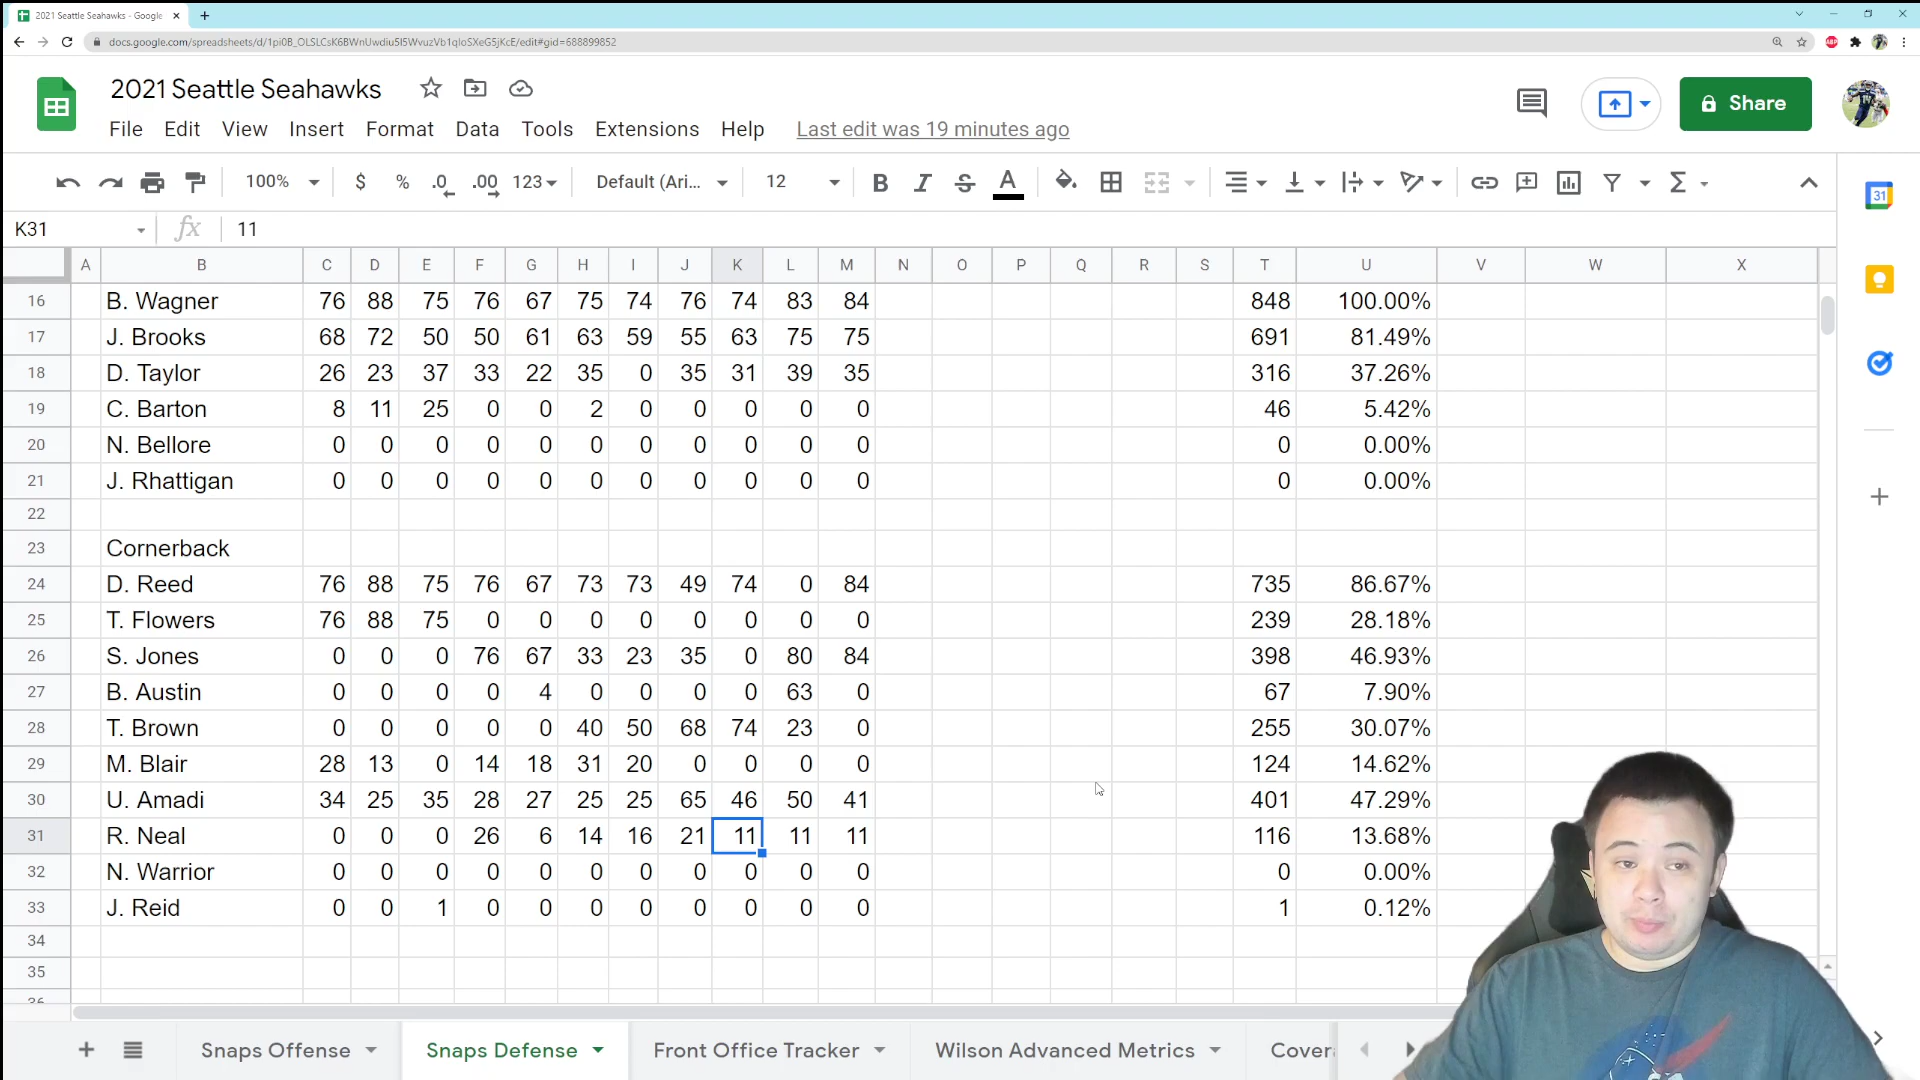 2021 Seattle Seahawks - Google
docs.google.com/spreadsheets/d/1pi0B_OLSLCsK6BWnUwdiu5I5WvuzVb1qIoSXeG5jKcE/edit#gid=688899852
2021 Seattle Seahawks
Share
File Edit View Insert Format Data Tools Extensions Help Last edit was 19 minutes ago
100% $ % .0 .00 123 Default (Ari... 12 B I S A Σ
31
K31 fx 11
A B C D E F G H I J K L M N O P Q R S T U V W X
16 B. Wagner 76 88 75 76 67 75 74 76 74 83 84 848 100.00%
17 J. Brooks 68 72 50 50 61 63 59 55 63 75 75 691 81.49%
18 D. Taylor 26 23 37 33 22 35 0 35 31 39 35 316 37.26%
19 C. Barton 8 11 25 0 0 2 0 0 0 0 0 46 5.42%
20 N. Bellore 0 0 0 0 0 0 0 0 0 0 0 0 0.00%
21 J. Rhattigan 0 0 0 0 0 0 0 0 0 0 0 0 0.00%
22
23 Cornerback
24 D. Reed 76 88 75 76 67 73 73 49 74 0 84 735 86.67%
25 T. Flowers 76 88 75 0 0 0 0 0 0 0 0 239 28.18%
26 S. Jones 0 0 0 76 67 33 23 35 0 80 84 398 46.93%
27 B. Austin 0 0 0 0 4 0 0 0 0 63 0 67 7.90%
28 T. Brown 0 0 0 0 0 40 50 68 74 23 0 255 30.07%
29 M. Blair 28 13 0 14 18 31 20 0 0 0 0 124 14.62%
30 U. Amadi 34 25 35 28 27 25 25 65 46 50 41 401 47.29%
31 R. Neal 0 0 0 26 6 14 16 21 11 11 11 116 13.68%
32 N. Warrior 0 0 0 0 0 0 0 0 0 0 0 0 0.00%
33 J. Reid 0 0 1 0 0 0 0 0 0 0 0 1 0.12%
34
35
36
Snaps Offense Snaps Defense Front Office Tracker Wilson Advanced Metrics Cover